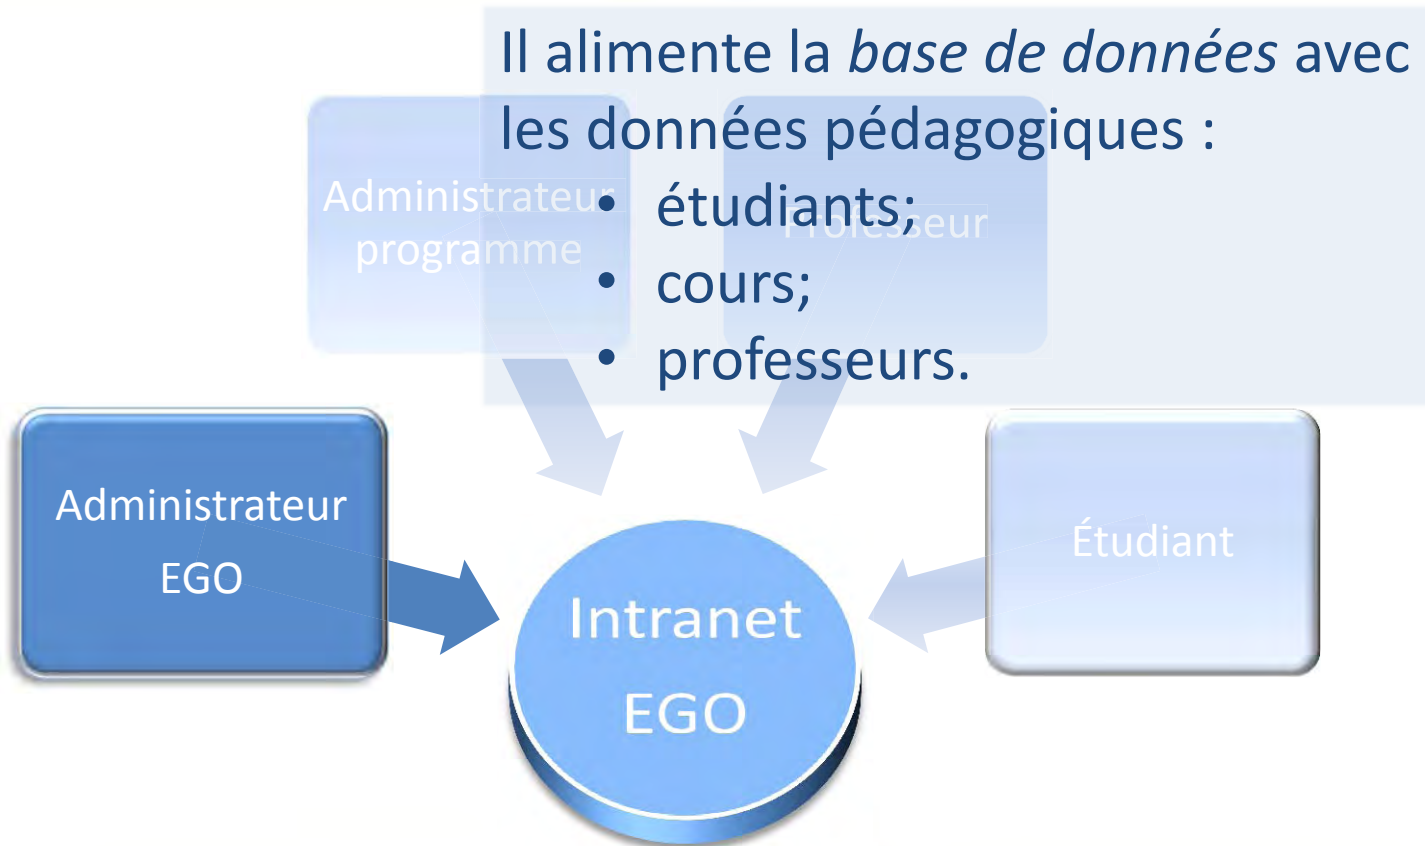 Il alimente la base de données avec
les données pédagogiques :
• étudiants;
• cours;
• professeurs.
Administrateur
programme
Professeur
Administrateur
EGO
Étudiant
Intranet
EGO